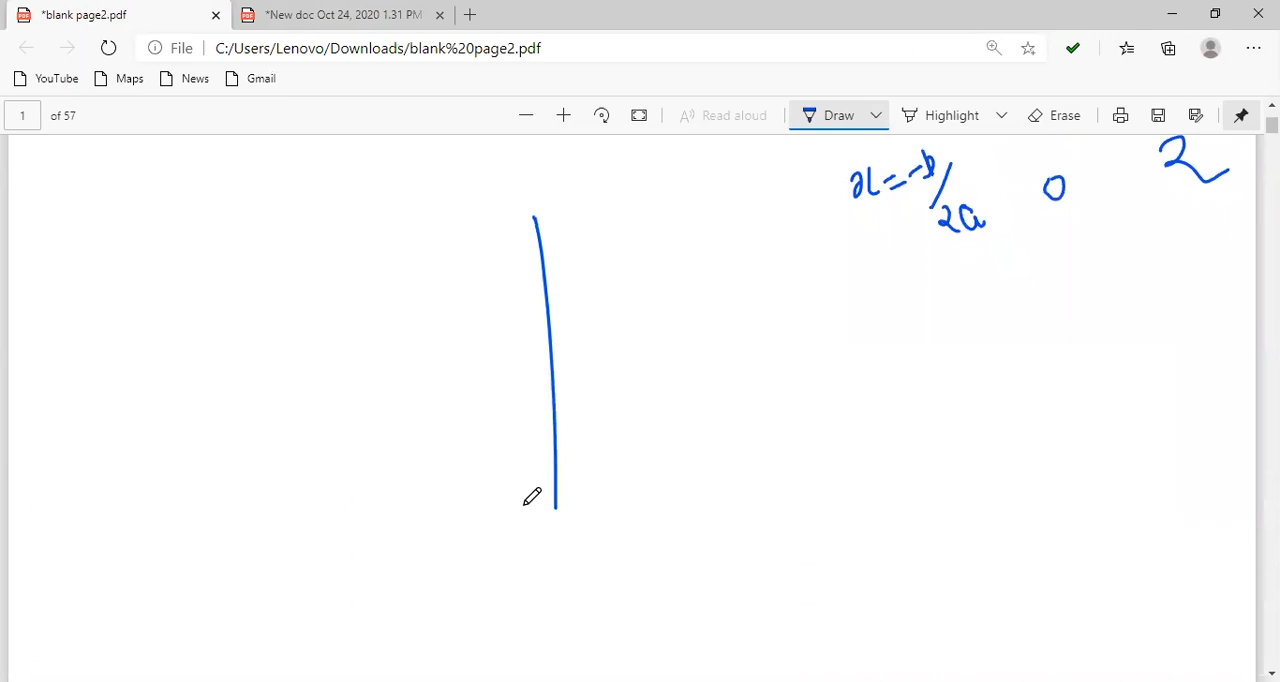 *blank page2.pdf
*New doc Oct 24, 2020 1.31 PM
File C:/Users/Lenovo/Downloads/blank%20page2.pdf
YouTube Maps News Gmail
1 of 57 Read aloud Draw Highlight Erase
x = -b/2a 0 2